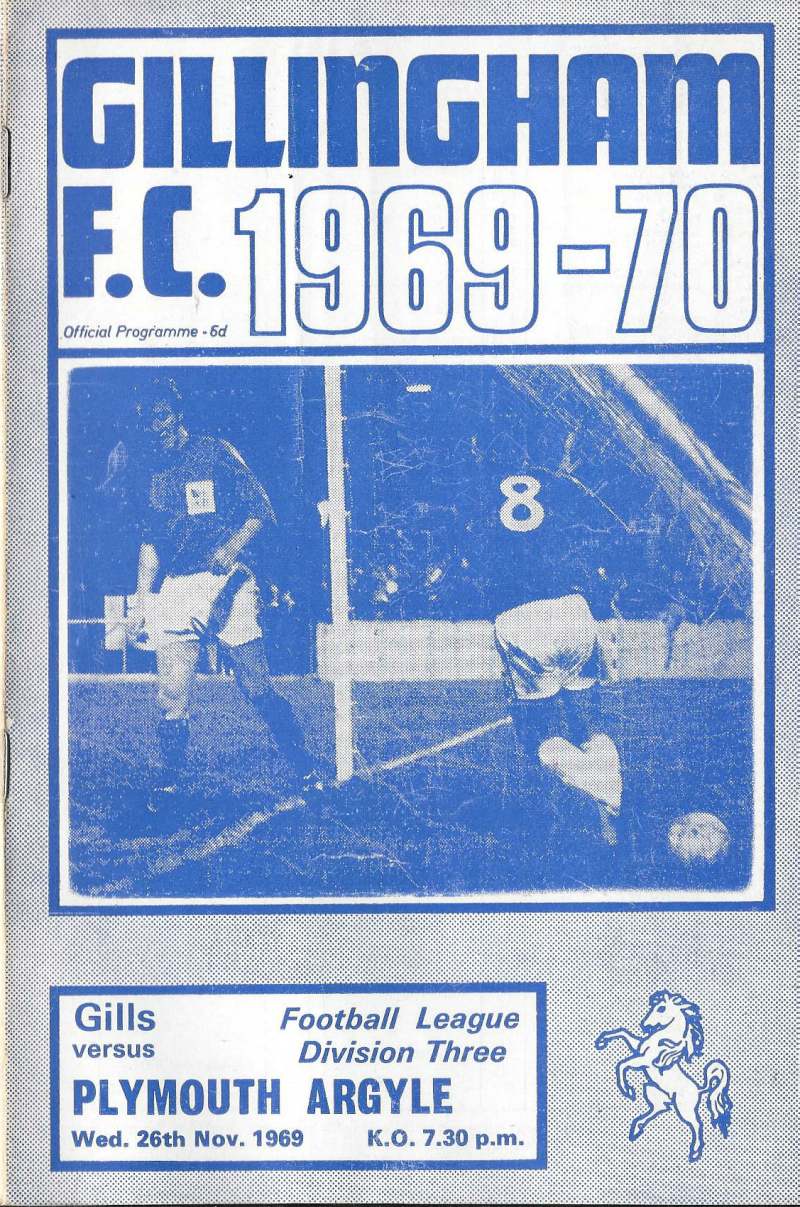 GILLINGHAM
F.C. 1969-70
Official Programme - 6d
8
Gills Football League
versus Division Three
PLYMOUTH ARGYLE
Wed. 26th Nov. 1969 K.O. 7.30 p.m.